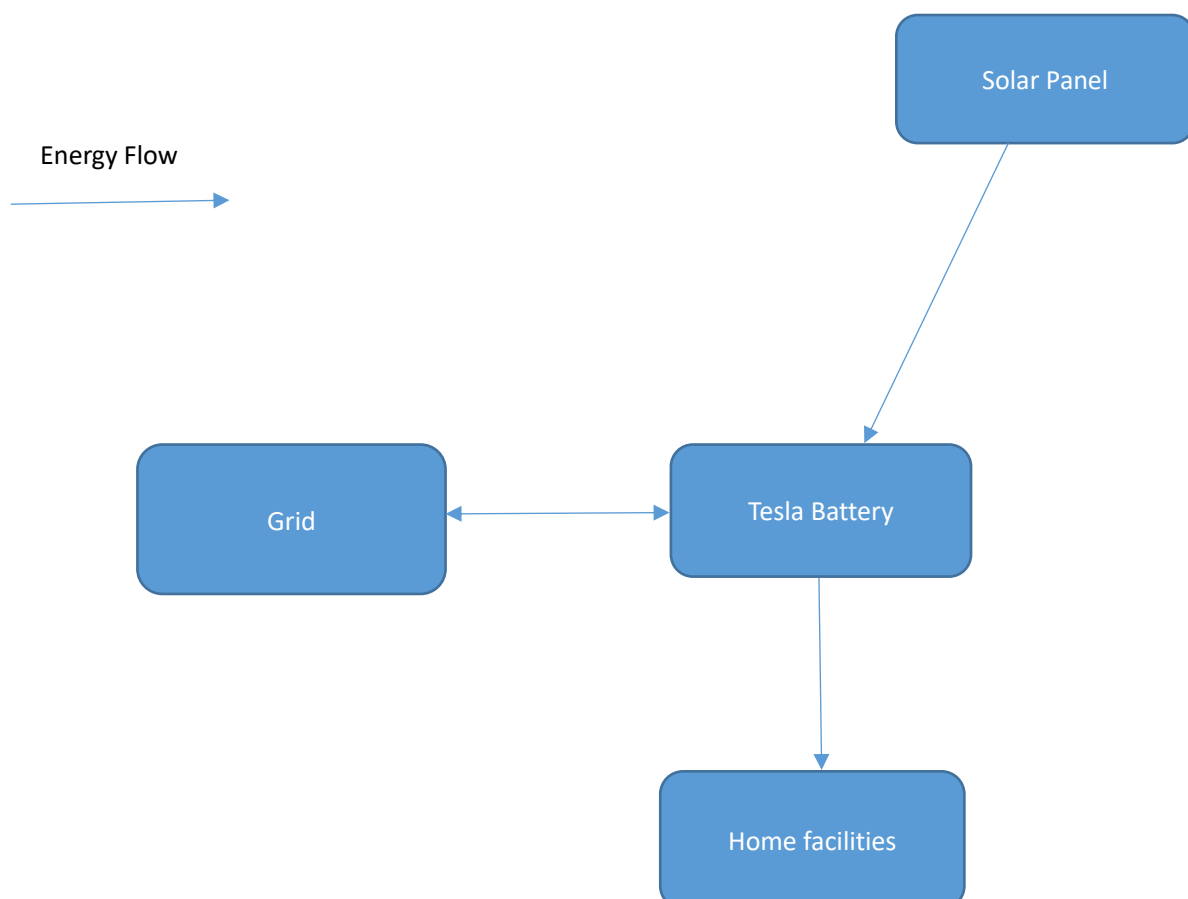 Solar Panel
Energy Flow
Grid
Tesla Battery
Home facilities